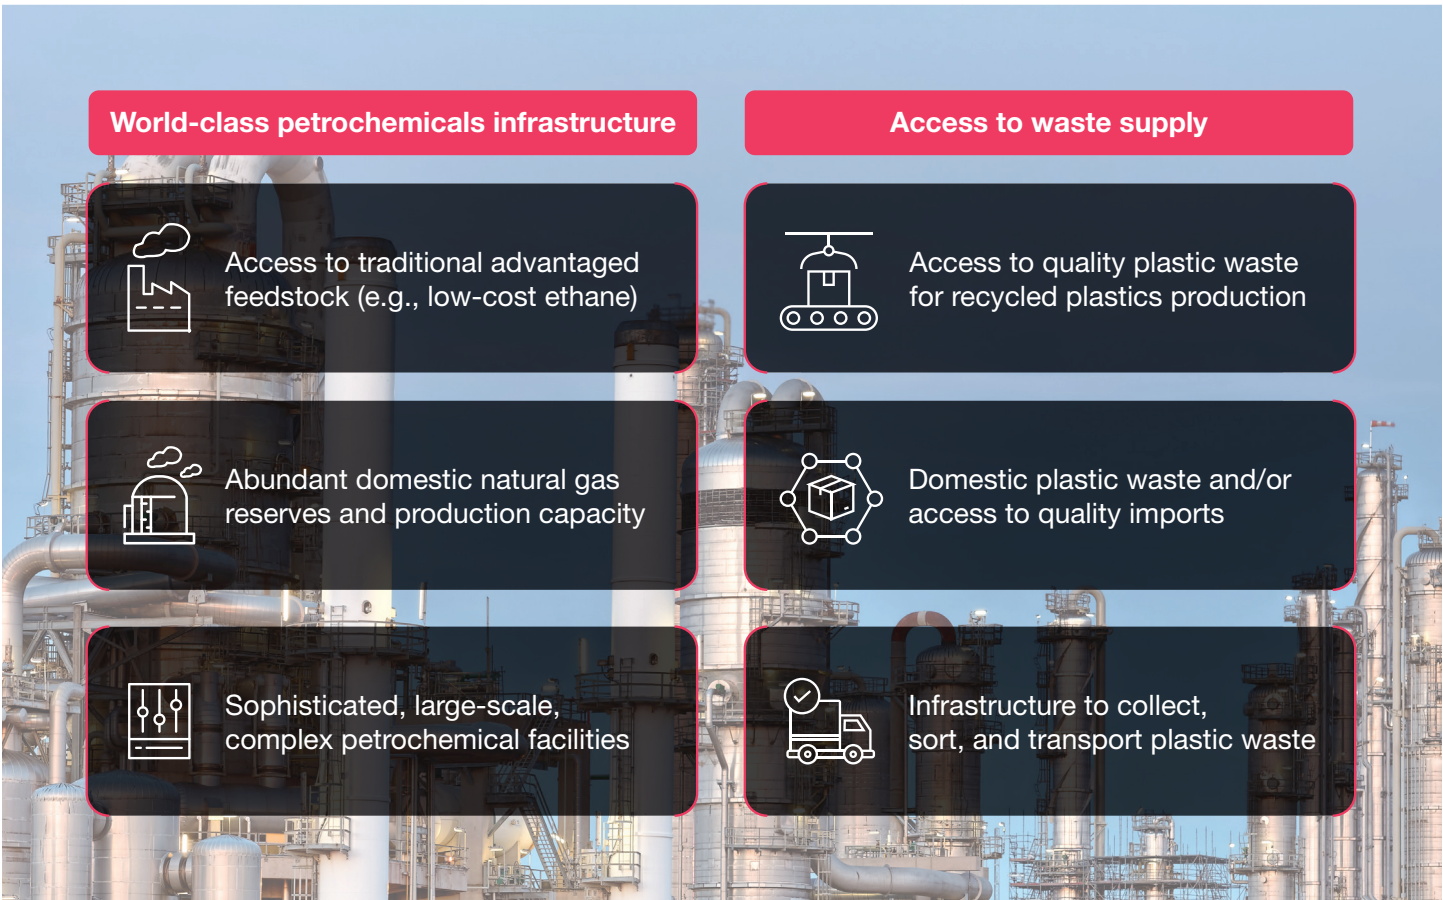 World-class petrochemicals infrastructure
Access to traditional advantaged
feedstock (e.g., low-cost ethane)
Abundant domestic natural gas
reserves and production capacity
Sophisticated, large-scale,
complex petrochemical facilities
Access to waste supply
Access to quality plastic waste
for recycled plastics production
Domestic plastic waste and/or
access to quality imports
Infrastructure to collect,
sort, and transport plastic waste